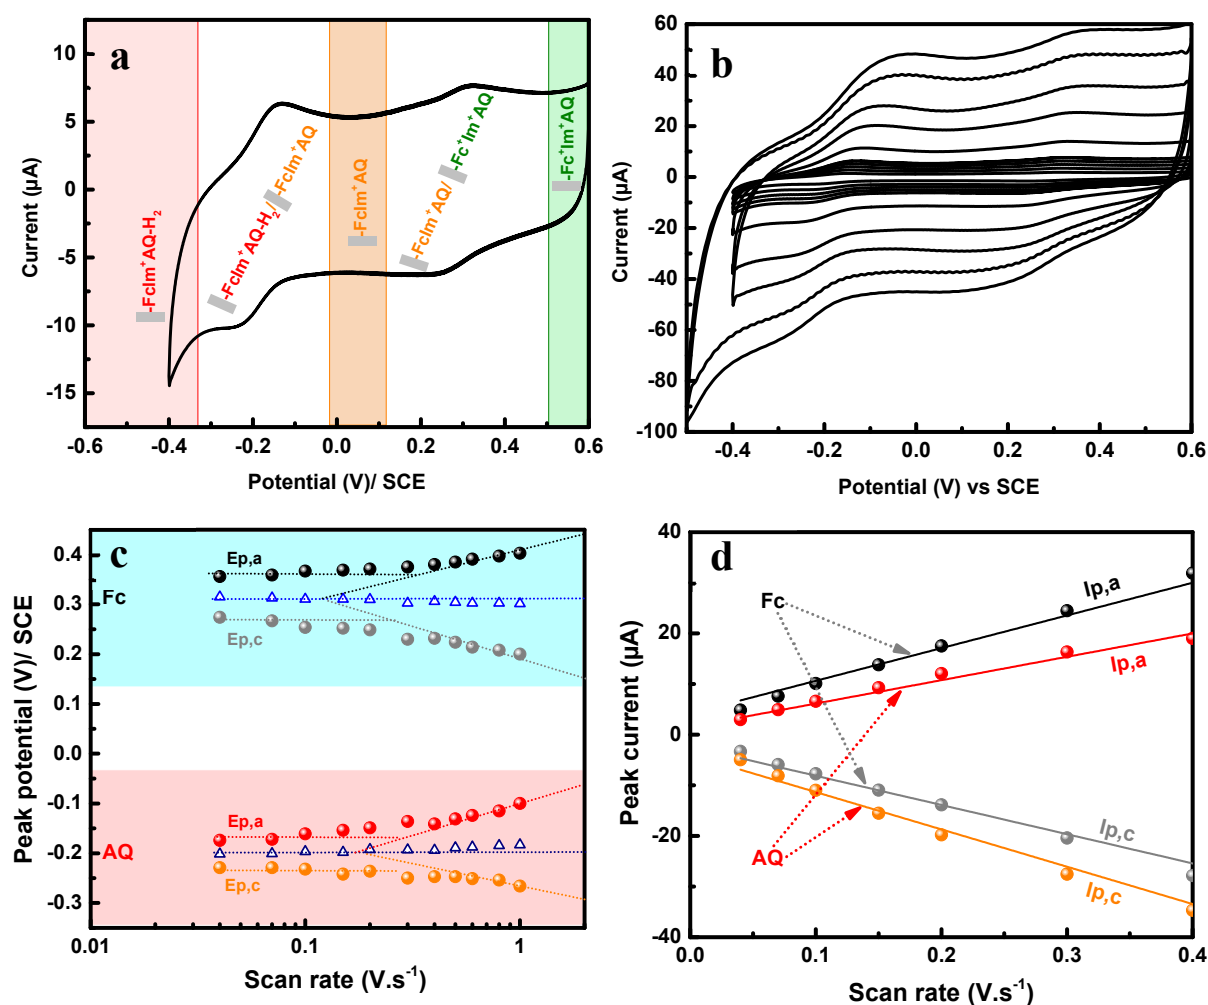 a
Current (µA)
10
5
0
-5
-10
-15
-FcIm⁺AQ-H₂
-FcIm⁺AQ-H₂/
-FcIm⁺AQ
-FcIm⁺AQ
-FcIm⁺AQ/
-Fc⁺Im⁺AQ
-Fc⁺Im⁺AQ
-0.6 -0.4 -0.2 0.0 0.2 0.4 0.6
Potential (V)/ SCE
b
Current (µA)
60
40
20
0
-20
-40
-60
-80
-100
-0.4 -0.2 0.0 0.2 0.4 0.6
Potential (V) vs SCE
c
Peak potential (V)/ SCE
0.4
0.3
0.2
0.1
0.0
-0.1
-0.2
-0.3
Ep,a
Fc
Ep,c
Ep,a
AQ
Ep,c
0.01 0.1 1
Scan rate (V.s⁻¹)
d
Peak current (µA)
40
20
0
-20
-40
Fc
Ip,a
Ip,a
AQ
Ip,c
Ip,c
0.0 0.1 0.2 0.3 0.4
Scan rate (V.s⁻¹)